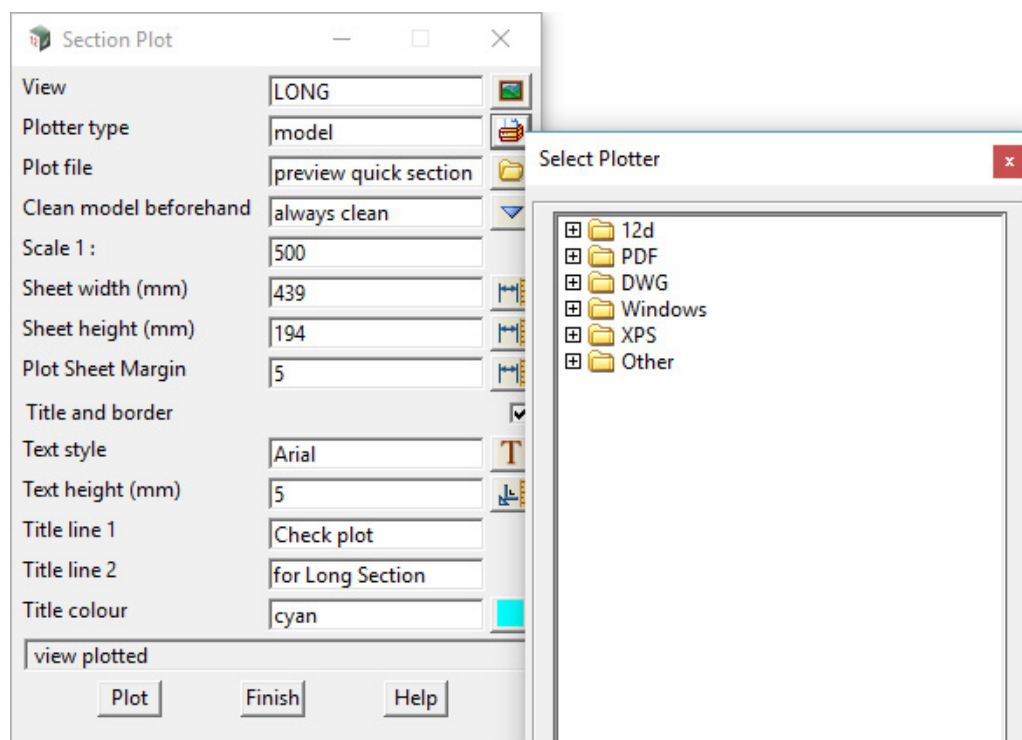 Section Plot
View LONG
Plotter type model
Plot file preview quick section
Clean model beforehand always clean
Scale 1 : 500
Sheet width (mm) 439
Sheet height (mm) 194
Plot Sheet Margin 5
Title and border
Text style Arial T
Text height (mm) 5
Title line 1 Check plot
Title line 2 for Long Section
Title colour cyan
view plotted
Plot Finish Help
Select Plotter x
12d
PDF
DWG
Windows
XPS
Other